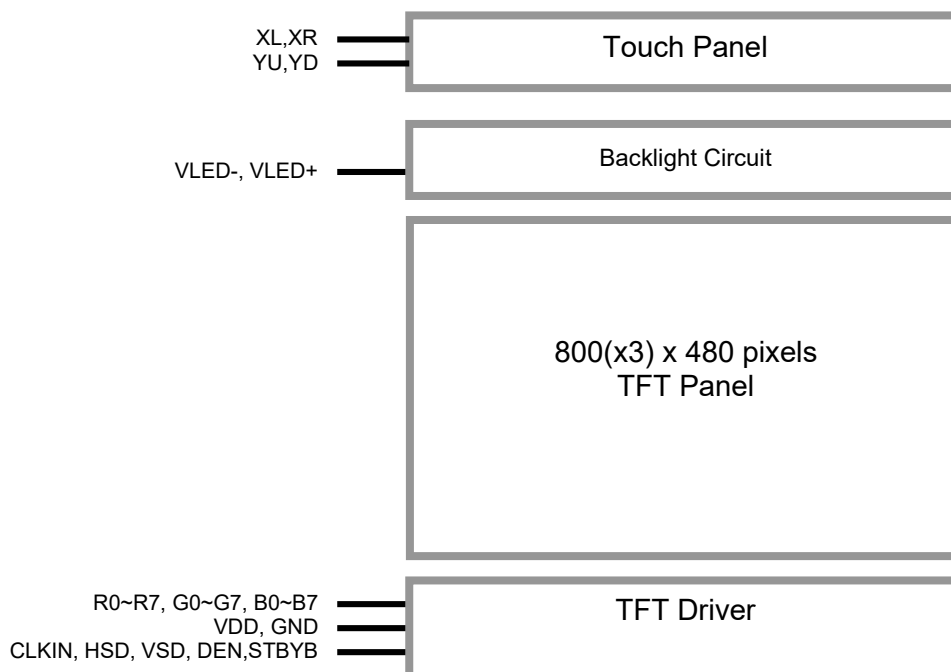 XL,XR
YU,YD
Touch Panel
VLED-, VLED+
Backlight Circuit
800(x3) x 480 pixels
TFT Panel
R0~R7, G0~G7, B0~B7
VDD, GND
CLKIN, HSD, VSD, DEN,STBYB
TFT Driver